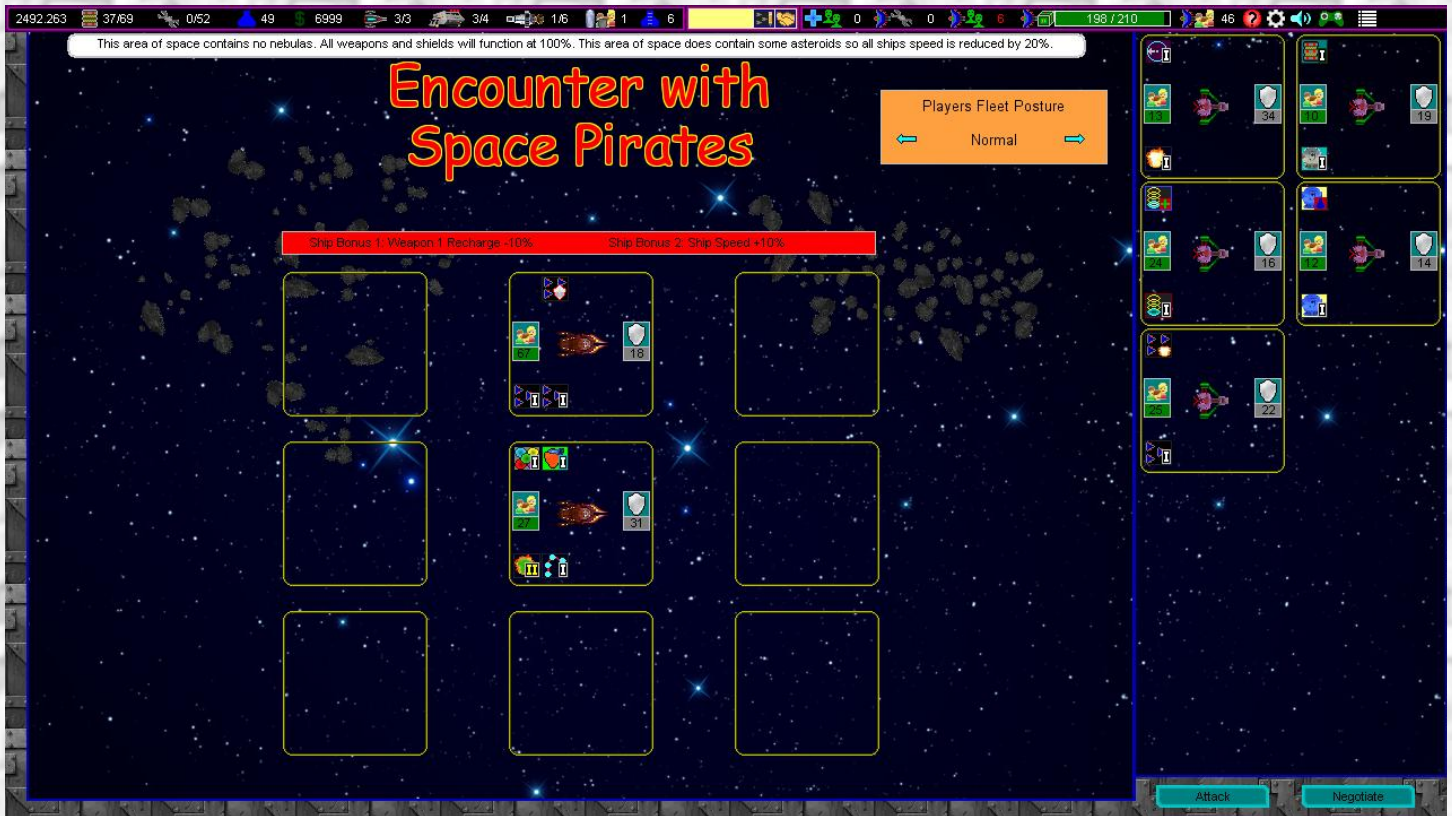 2492.263 37/69 0/52 49 $ 6999 3/3 3/4 1/6 1 6 0 0 6 198 / 210 46 ?
This area of space contains no nebulas. All weapons and shields will function at 100%. This area of space does contain some asteroids so all ships speed is reduced by 20%.
Encounter with
Space Pirates
Players Fleet Posture
Normal
Ship Bonus 1: Weapon 1 Recharge -10% Ship Bonus 2: Ship Speed +10%
67 18
I I
I I
27 31
II I
I I
13 34 10 19
I I
24 16 12 14
I I
25 22
I
Attack Negotiate